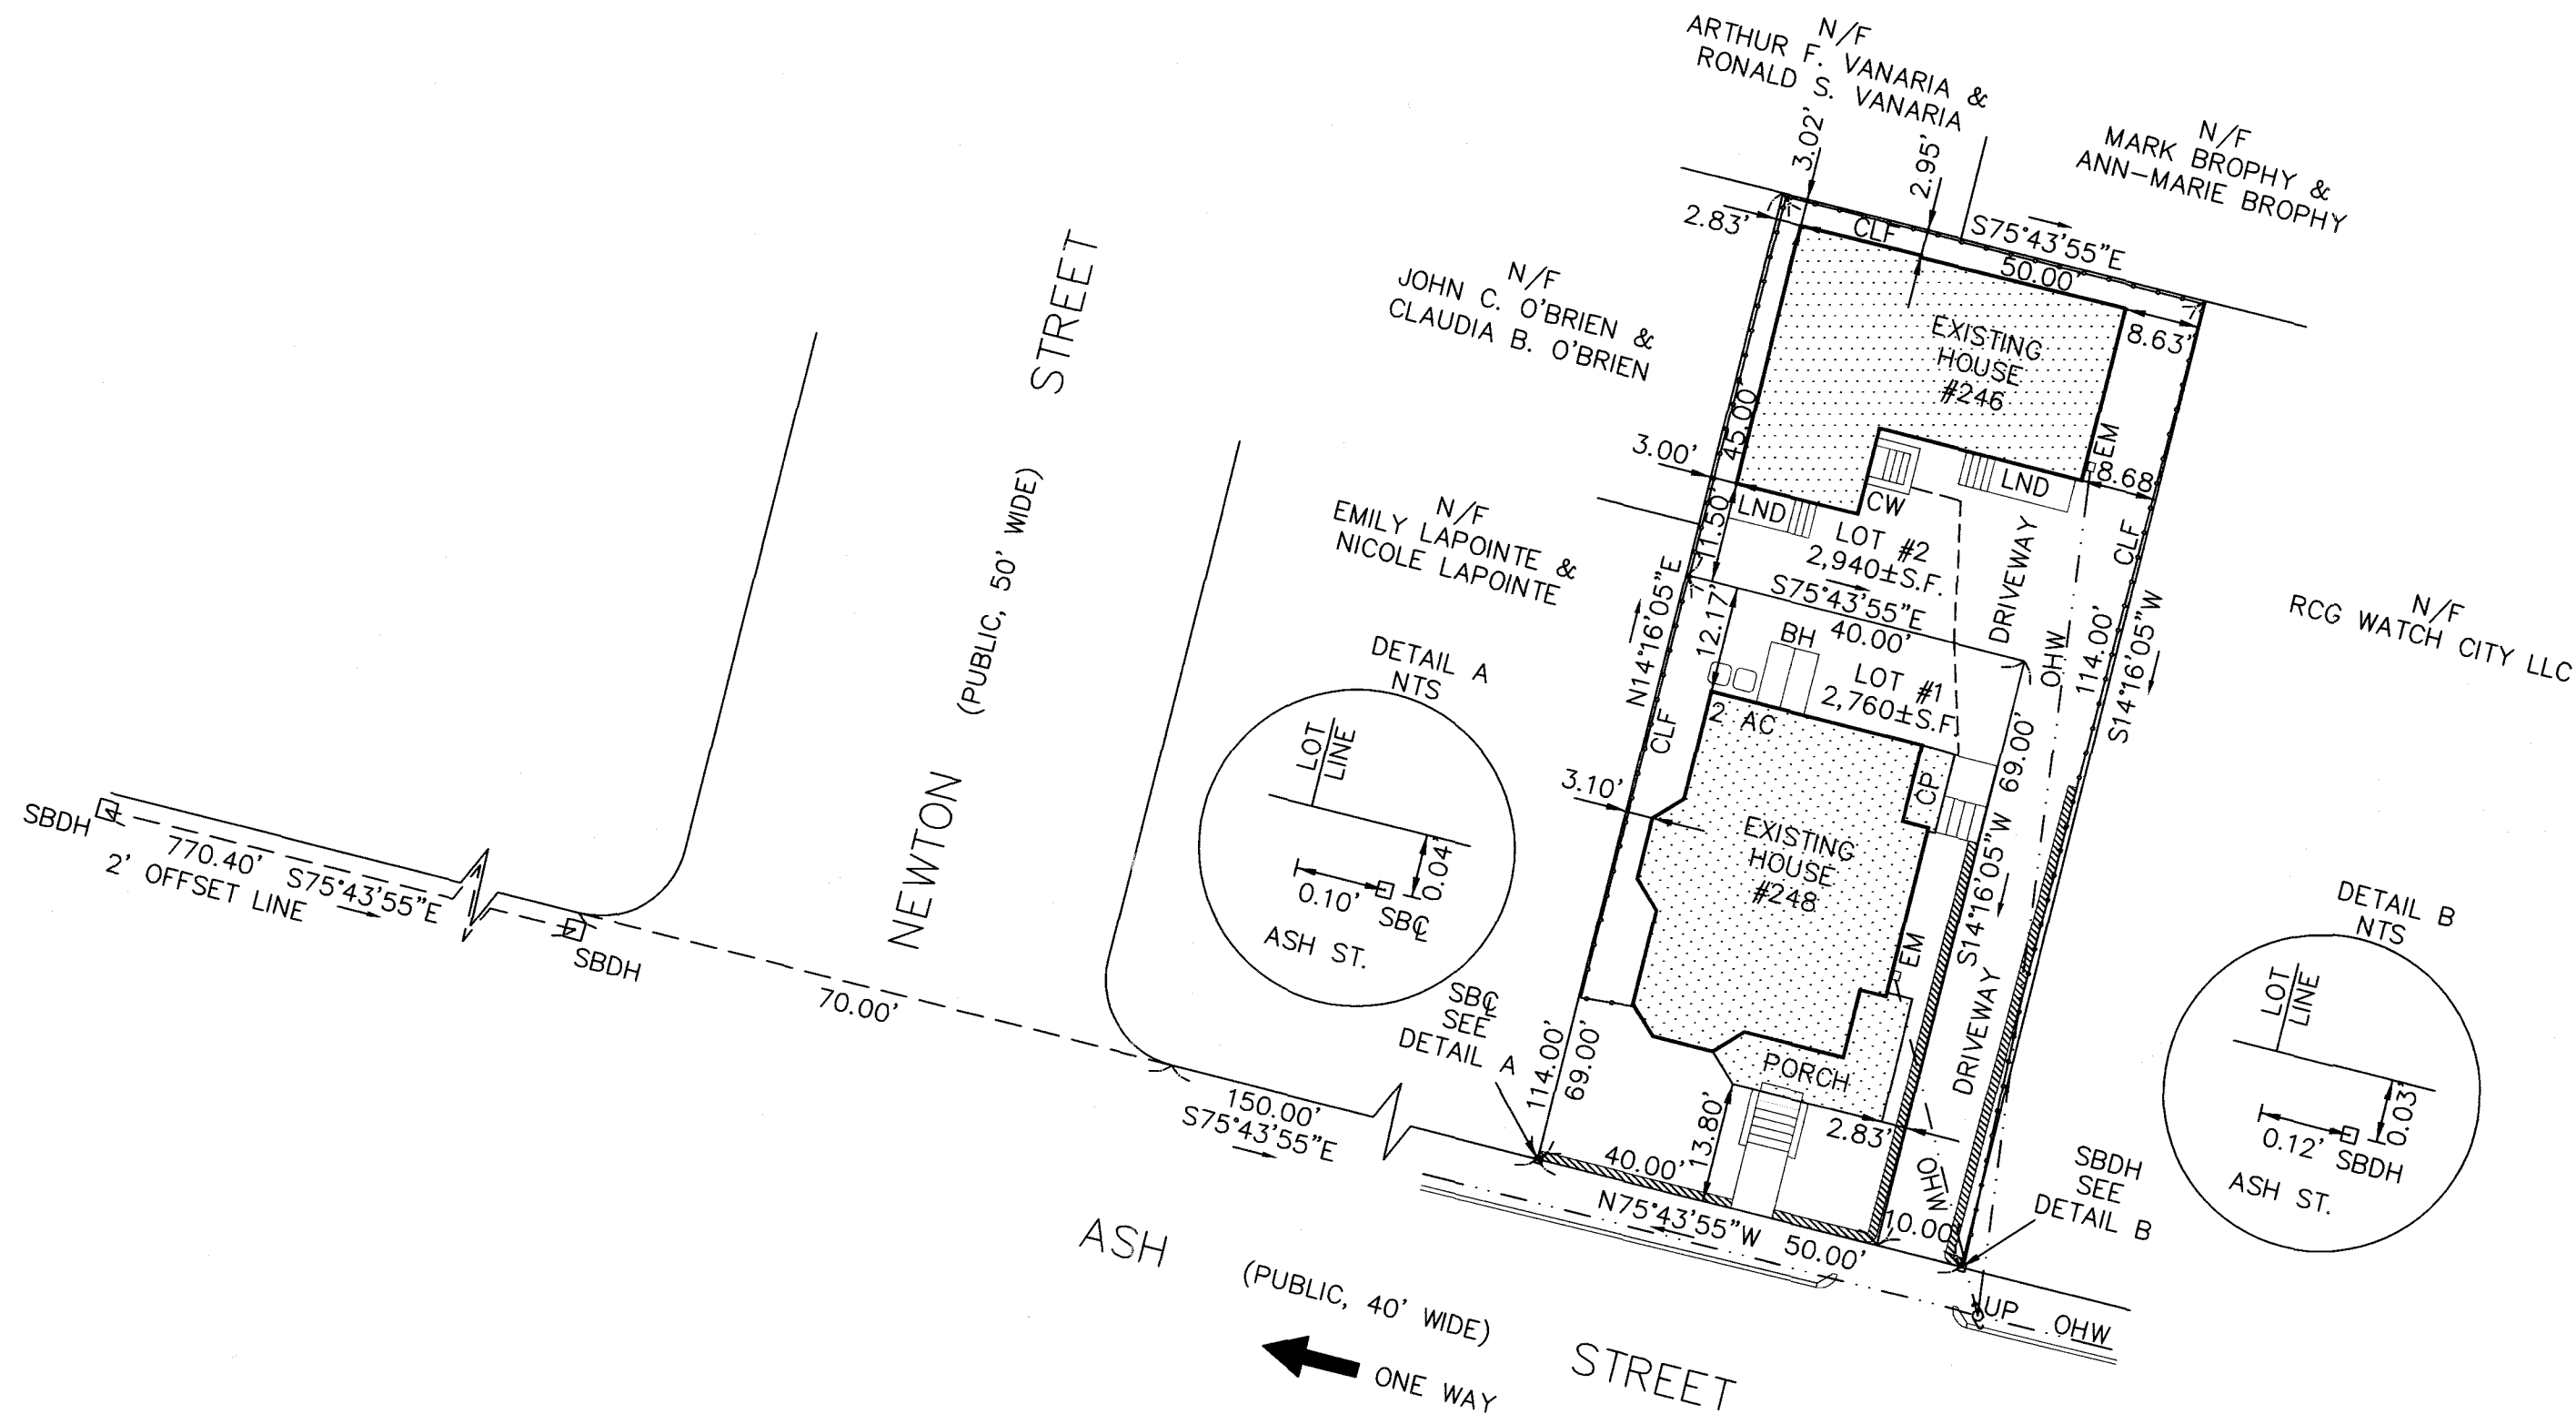 N/F
ARTHUR F. VANARIA &
RONALD S. VANARIA
N/F
MARK BROPHY &
ANN-MARIE BROPHY
3.02'
2.95'
2.83'
CLF
S75°43'55"E
50.00'
N/F
JOHN C. O'BRIEN &
CLAUDIA B. O'BRIEN
EXISTING
HOUSE
#246
8.63'
45.00'
3.00'
EM
8.68'
LND
LND
CW
11.50'
LOT #2
2,940±S.F.
DRIVEWAY
CLF
N/F
EMILY LAPOINTE &
NICOLE LAPOINTE
S75°43'55"E
40.00'
N14°16'05"E
12.17'
BH
OHW
114.00'
S14°16'05"W
N/F
RCG WATCH CITY LLC
LOT #1
2,760±S.F.
2 AC
CLF
69.00'
3.10'
CP
EXISTING
HOUSE
#248
S14°16'05"W
EM
DRIVEWAY
PORCH
114.00'
69.00'
13.80'
2.83'
OHW
40.00'
10.00'
N75°43'55"W
50.00'
SBDH
SEE
DETAIL B
UP
OHW
STREET
(PUBLIC, 50' WIDE)
NEWTON
DETAIL A
NTS
LOT
LINE
0.04'
0.10'
SB℄
ASH ST.
SB℄
SEE
DETAIL A
DETAIL B
NTS
LOT
LINE
0.03'
0.12'
SBDH
ASH ST.
SBDH
770.40'
S75°43'55"E
2' OFFSET LINE
SBDH
70.00'
150.00'
S75°43'55"E
ASH
(PUBLIC, 40' WIDE)
STREET
ONE WAY